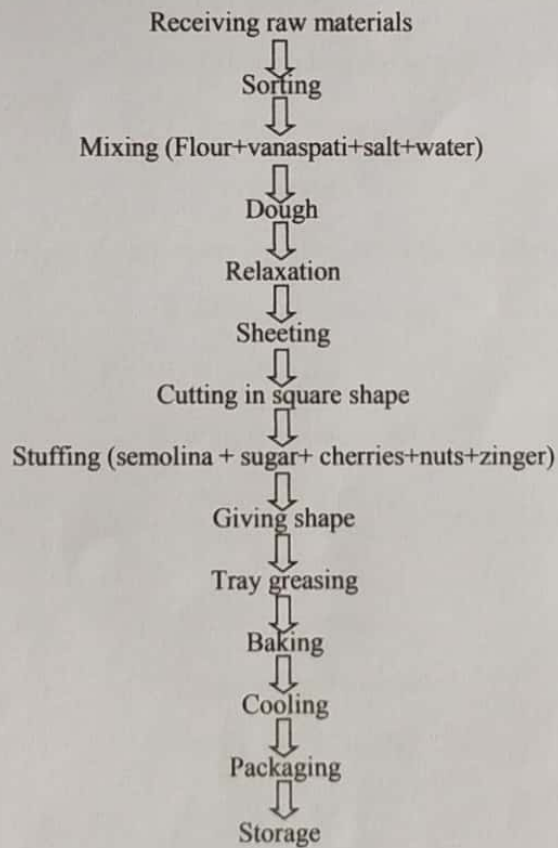 Receiving raw materials
Sorting
Mixing (Flour+vanaspati+salt+water)
Dough
Relaxation
Sheeting
Cutting in square shape
Stuffing (semolina + sugar+ cherries+nuts+zinger)
Giving shape
Tray greasing
Baking
Cooling
Packaging
Storage